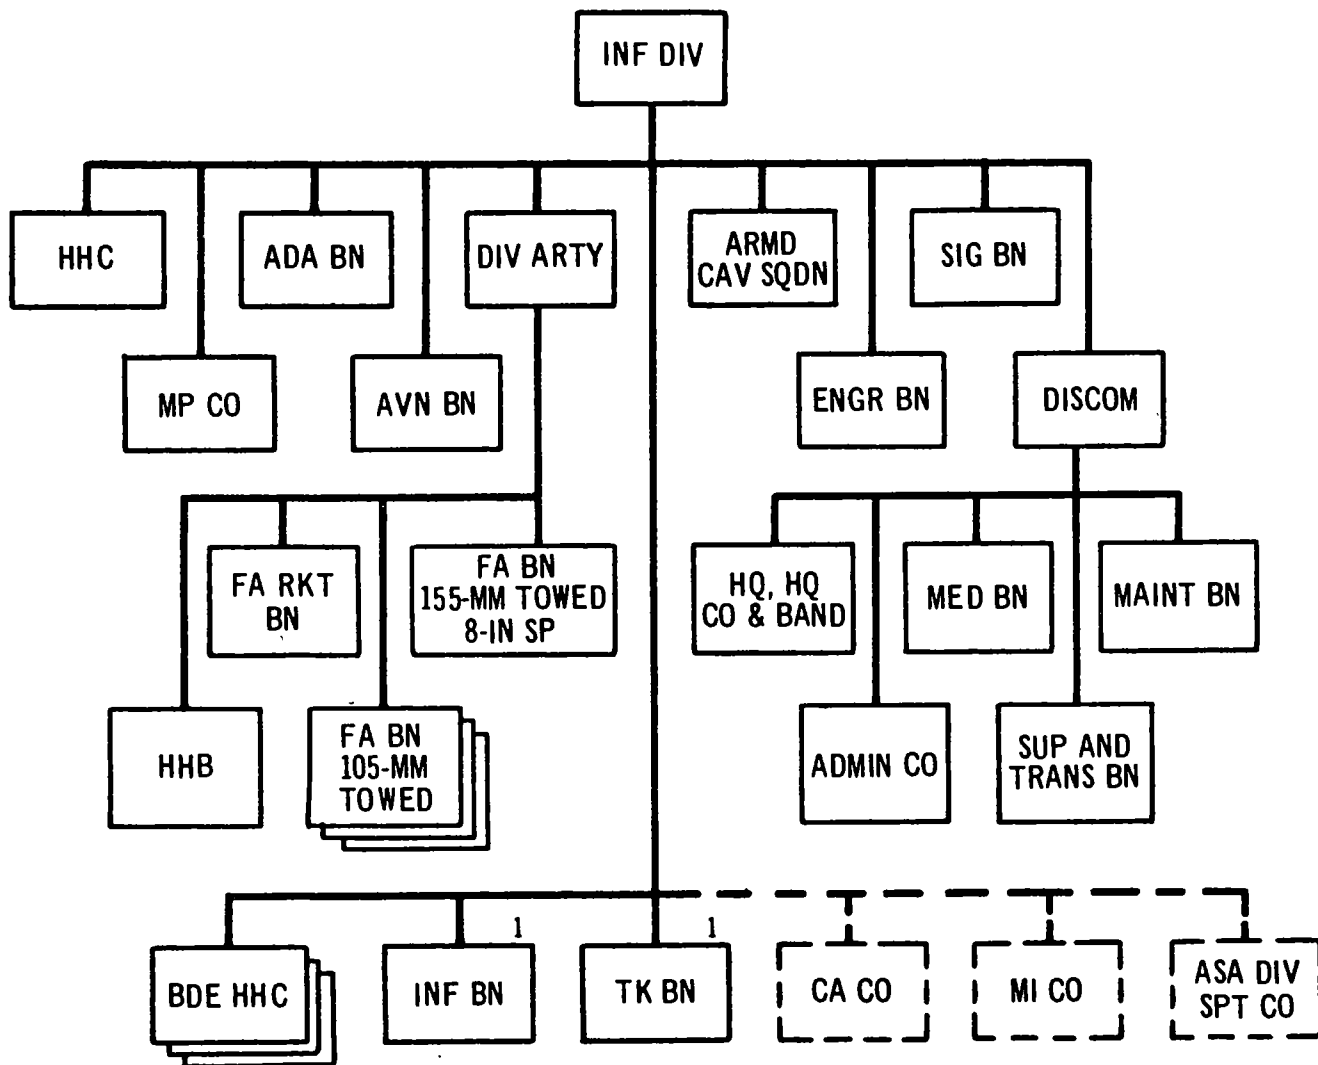 INF DIV
HHC
ADA BN
DIV ARTY
ARMD
CAV SQDN
SIG BN
MP CO
AVN BN
ENGR BN
DISCOM
FA RKT
BN
FA BN
155-MM TOWED
8-IN SP
HQ, HQ
CO & BAND
MED BN
MAINT BN
HHB
FA BN
105-MM
TOWED
ADMIN CO
SUP AND
TRANS BN
BDE HHC
1
INF BN
1
TK BN
CA CO
MI CO
ASA DIV
SPT CO